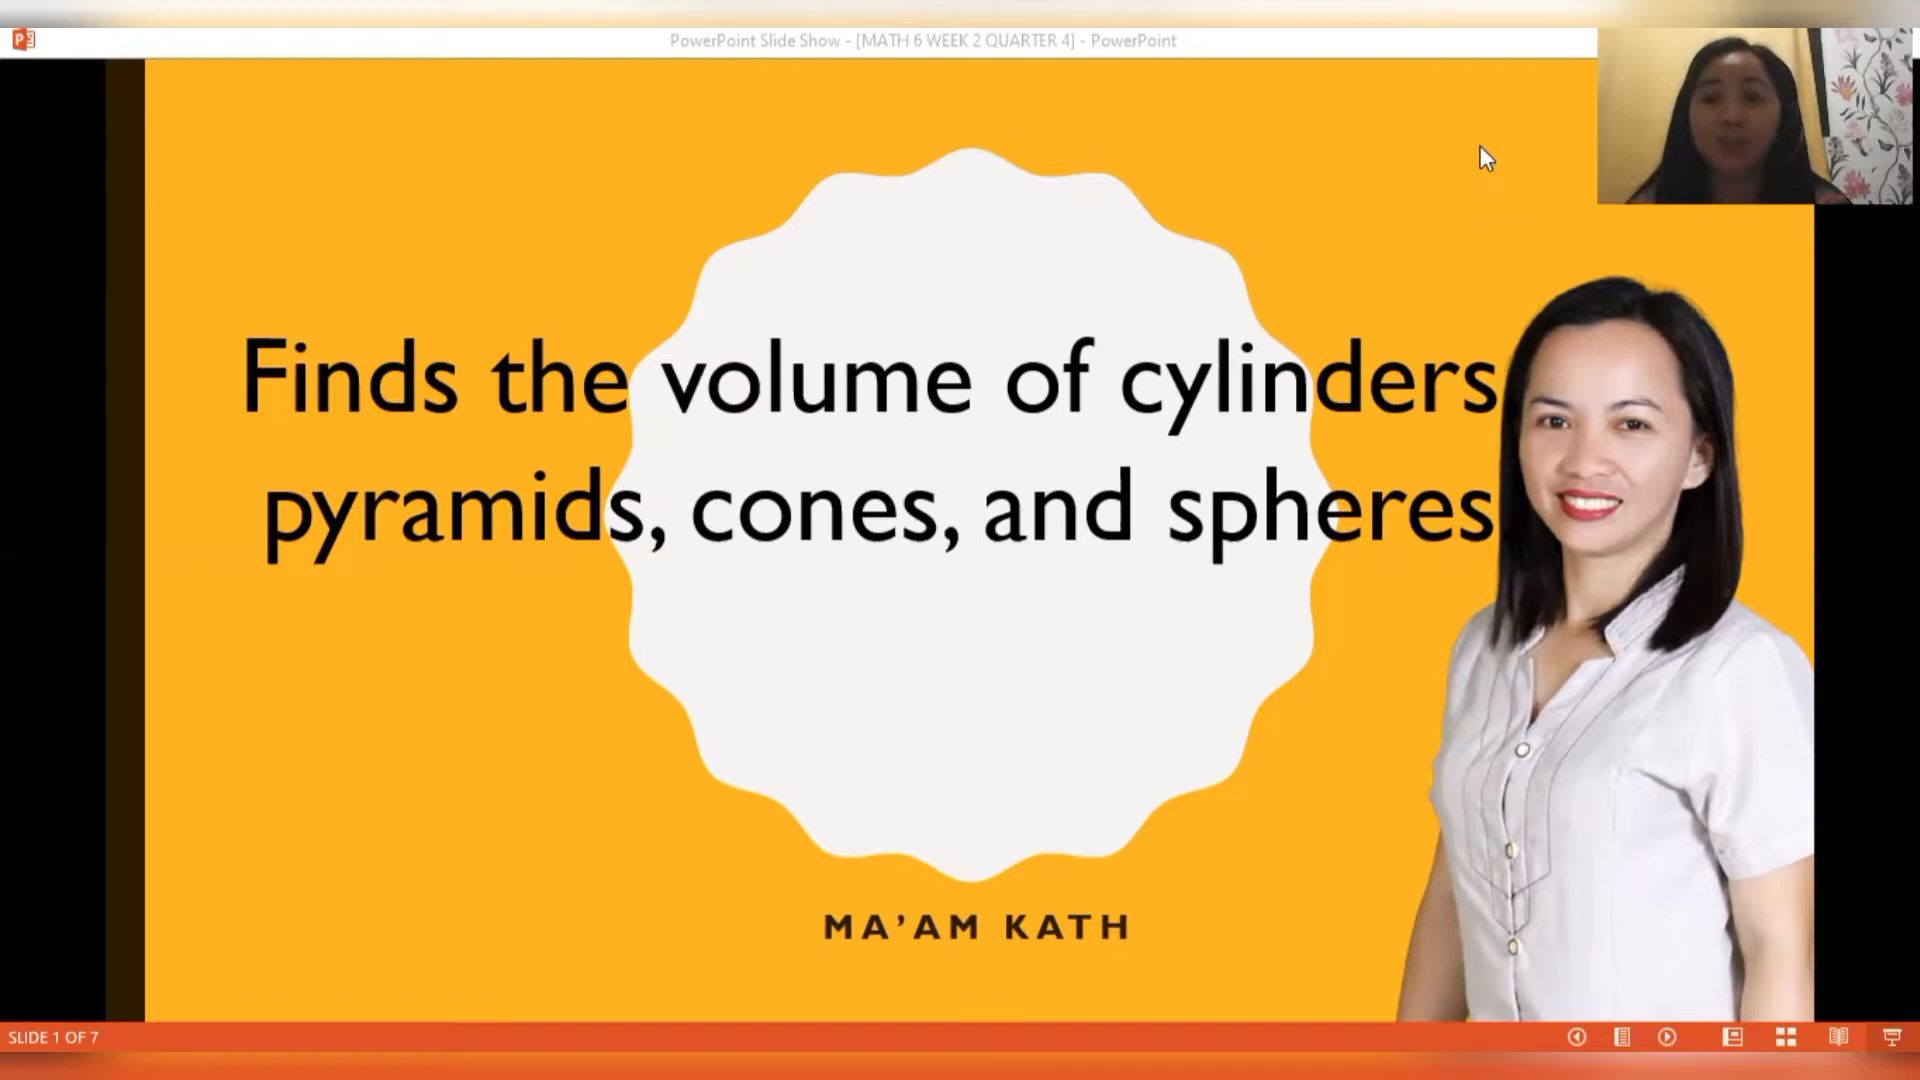 PowerPoint Slide Show - [MATH 6 WEEK 2 QUARTER 4] - PowerPoint
Finds the volume of cylinders
pyramids, cones, and spheres
MA’AM KATH
SLIDE 1 OF 7